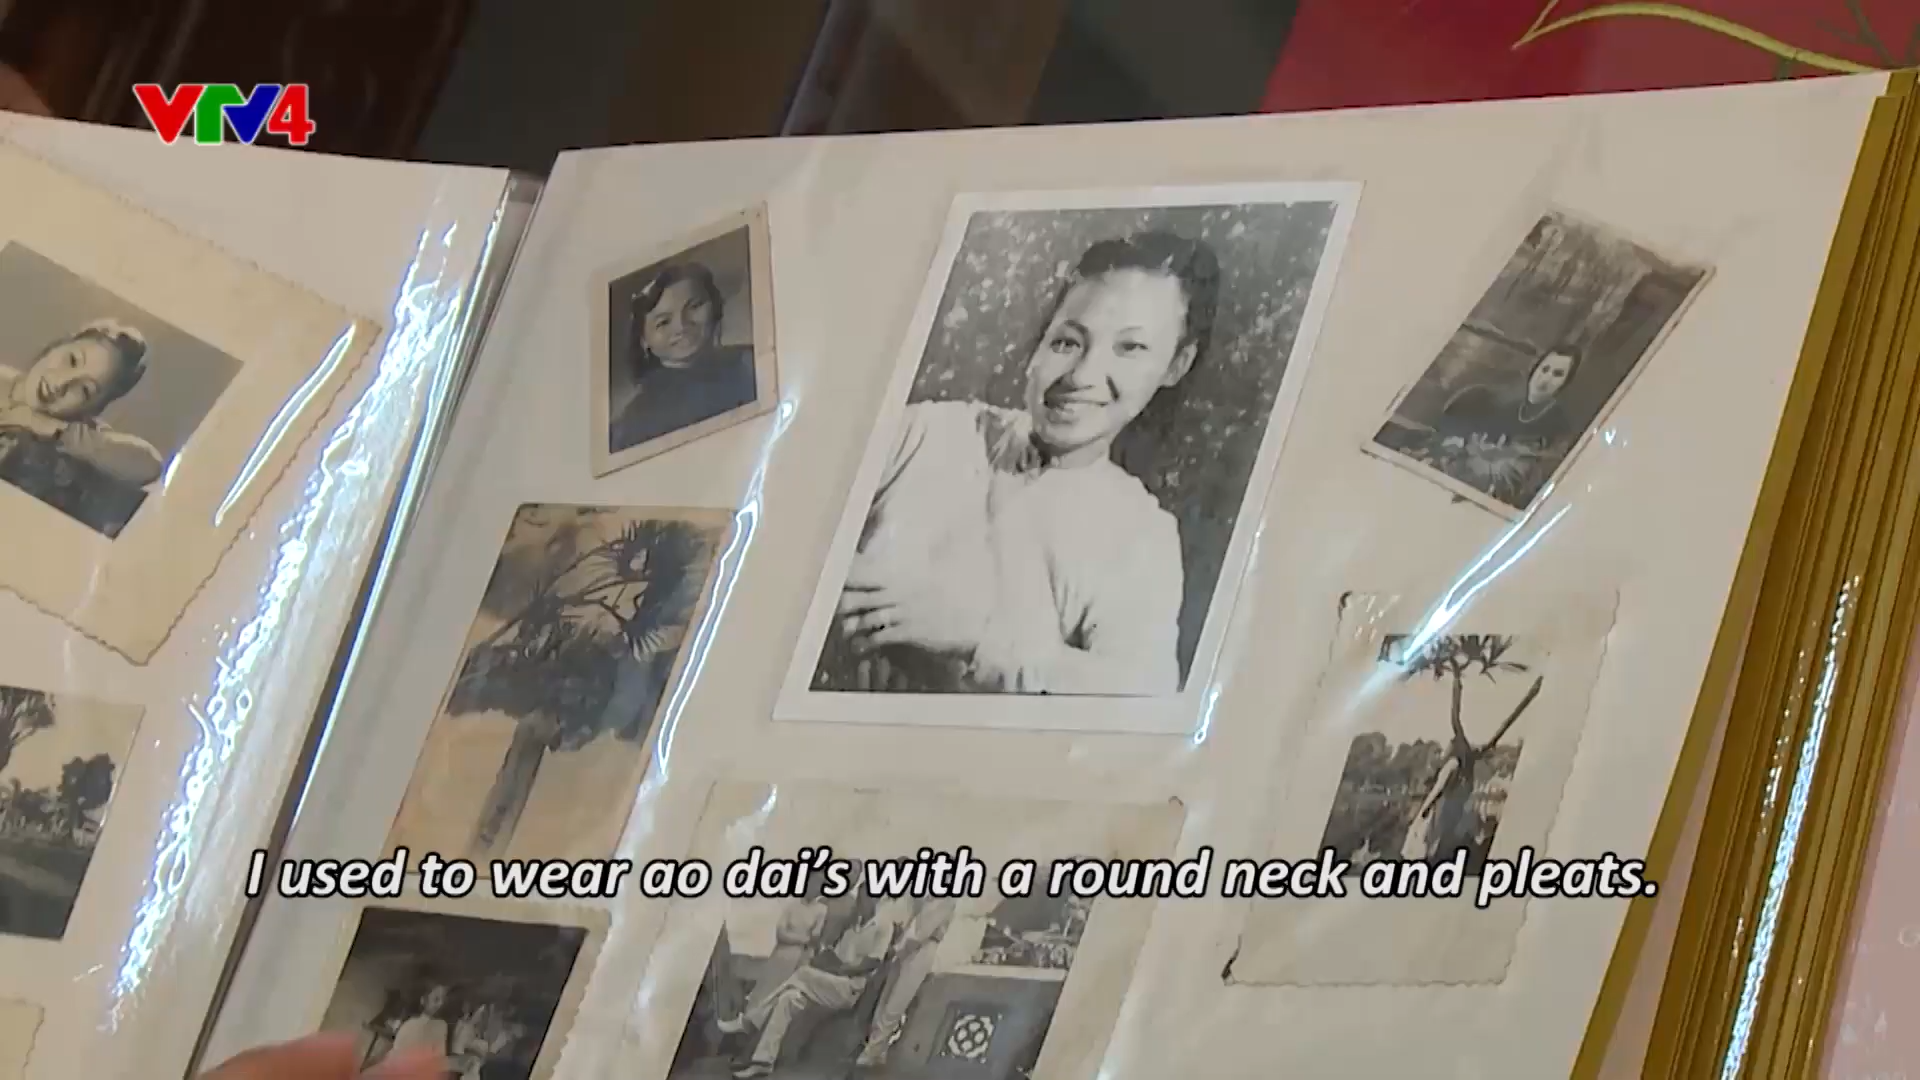 VTV4
I used to wear ao dai’s with a round neck and pleats.